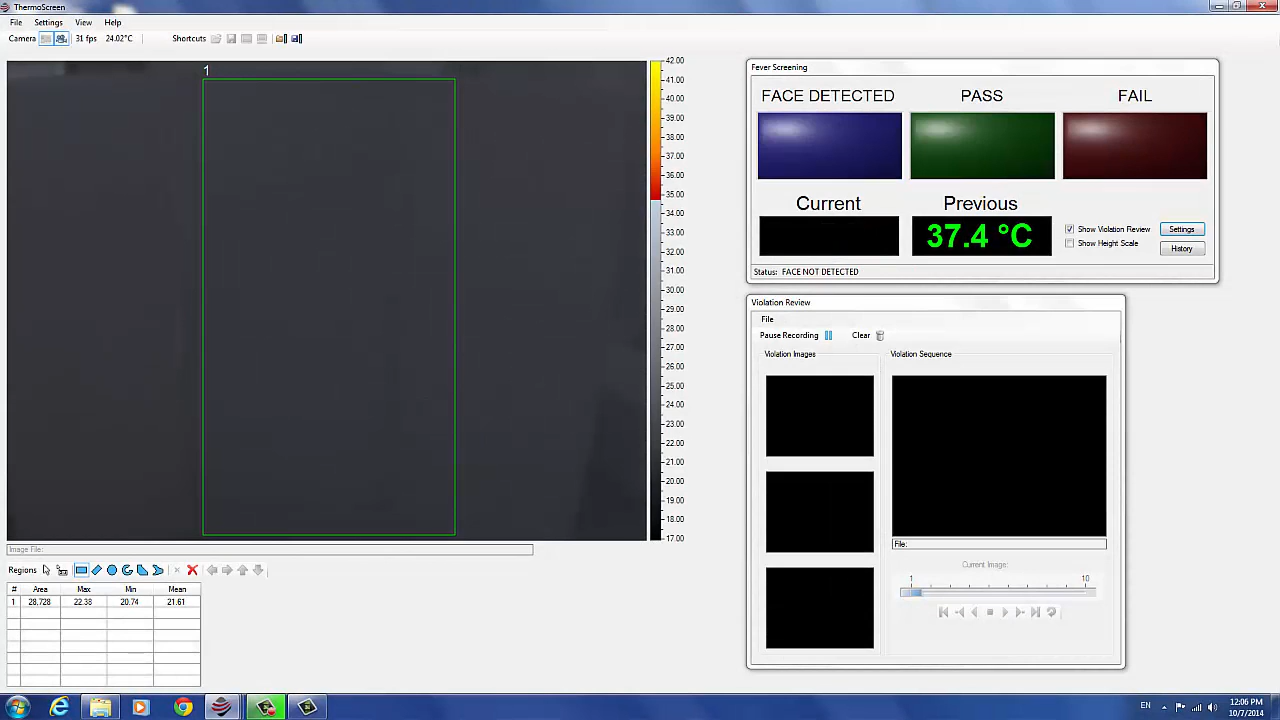 ThermoScreen
File Settings View Help
Camera 31 fps 24.02°C Shortcuts
1
42.00
41.00
40.00
39.00
38.00
37.00
36.00
35.00
34.00
33.00
32.00
31.00
30.00
29.00
28.00
27.00
26.00
25.00
24.00
23.00
22.00
21.00
20.00
19.00
18.00
17.00
Image File:
Regions
# Area Max Min Mean
1 28.728 22.38 20.74 21.61
Fever Screening
FACE DETECTED PASS FAIL
Current Previous
37.4 °C
Show Violation Review Settings
Show Height Scale History
Status: FACE NOT DETECTED
Violation Review
File
Pause Recording Clear
Violation Images Violation Sequence
File:
Current Image:
1 10
EN 12:06 PM
10/7/2014